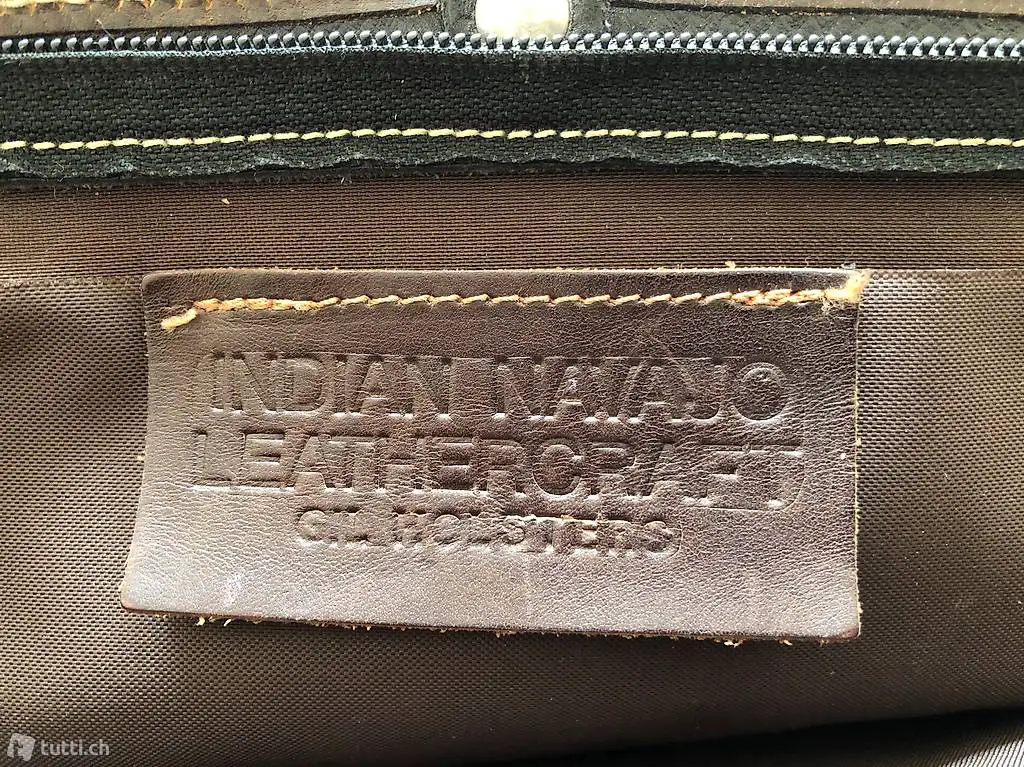 INDIAN NAVAJO
LEATHERCRAFT
HOLSTERS
tutti.ch